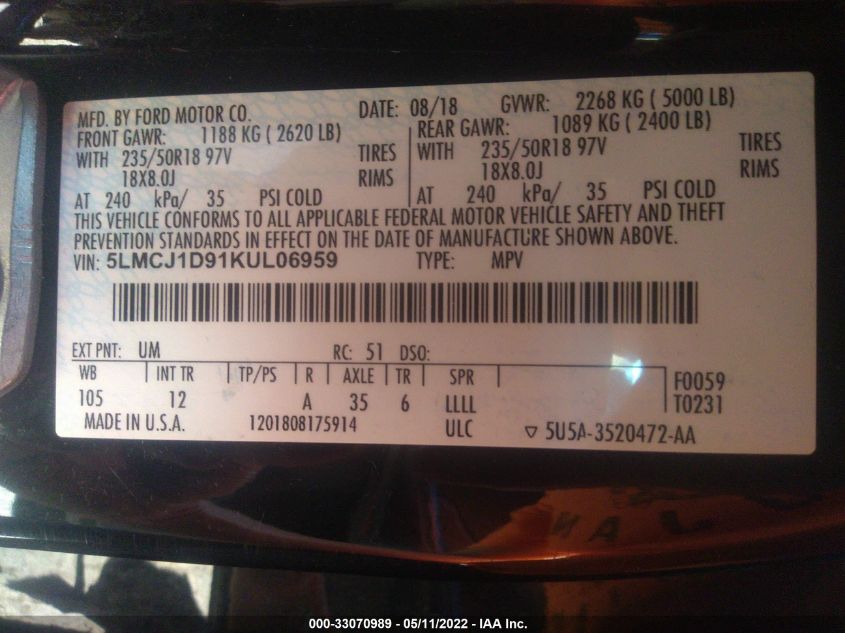 MFD. BY FORD MOTOR CO. DATE: 08/18 GVWR: 2268 KG ( 5000 LB)
FRONT GAWR: 1188 KG ( 2620 LB) REAR GAWR: 1089 KG ( 2400 LB)
WITH 235/50R18 97V TIRES WITH 235/50R18 97V TIRES
18X8.0J RIMS 18X8.0J RIMS
AT 240 kPa/ 35 PSI COLD AT 240 kPa/ 35 PSI COLD
THIS VEHICLE CONFORMS TO ALL APPLICABLE FEDERAL MOTOR VEHICLE SAFETY AND THEFT
PREVENTION STANDARDS IN EFFECT ON THE DATE OF MANUFACTURE SHOWN ABOVE.
VIN: 5LMCJ1D91KUL06959 TYPE: MPV
EXT PNT: UM RC: 51 DSO:
WB INT TR TP/PS R AXLE TR SPR F0059
105 12 A 35 6 LLLL T0231
MADE IN U.S.A. 1201808175914 ULC 5U5A-3520472-AA
000-33070989 - 05/11/2022 - IAA Inc.